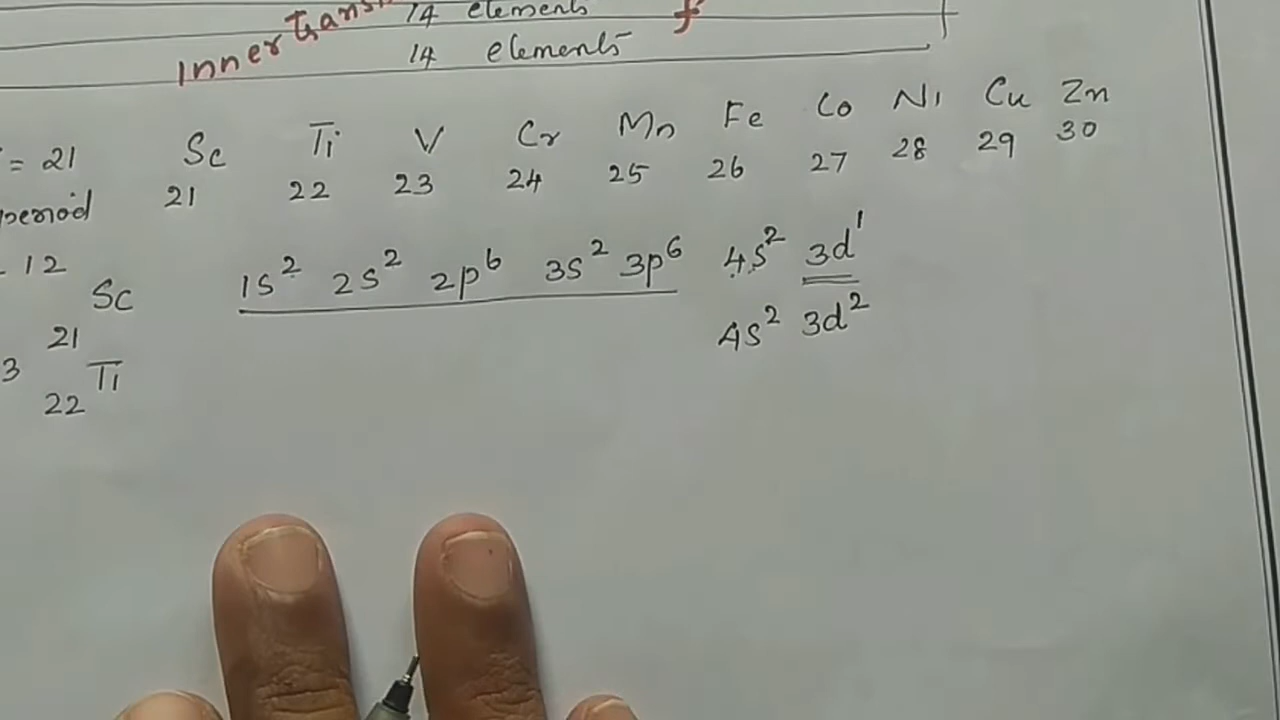 14 elements f
Inner
14 elements
= 21 Sc Ti V Cr Mn Fe Co Ni Cu Zn
period 21 22 23 24 25 26 27 28 29 30
- 12
Sc 1s² 2s² 2p⁶ 3s² 3p⁶ 4s² 3d¹
21
4s² 3d²
3 Ti
22